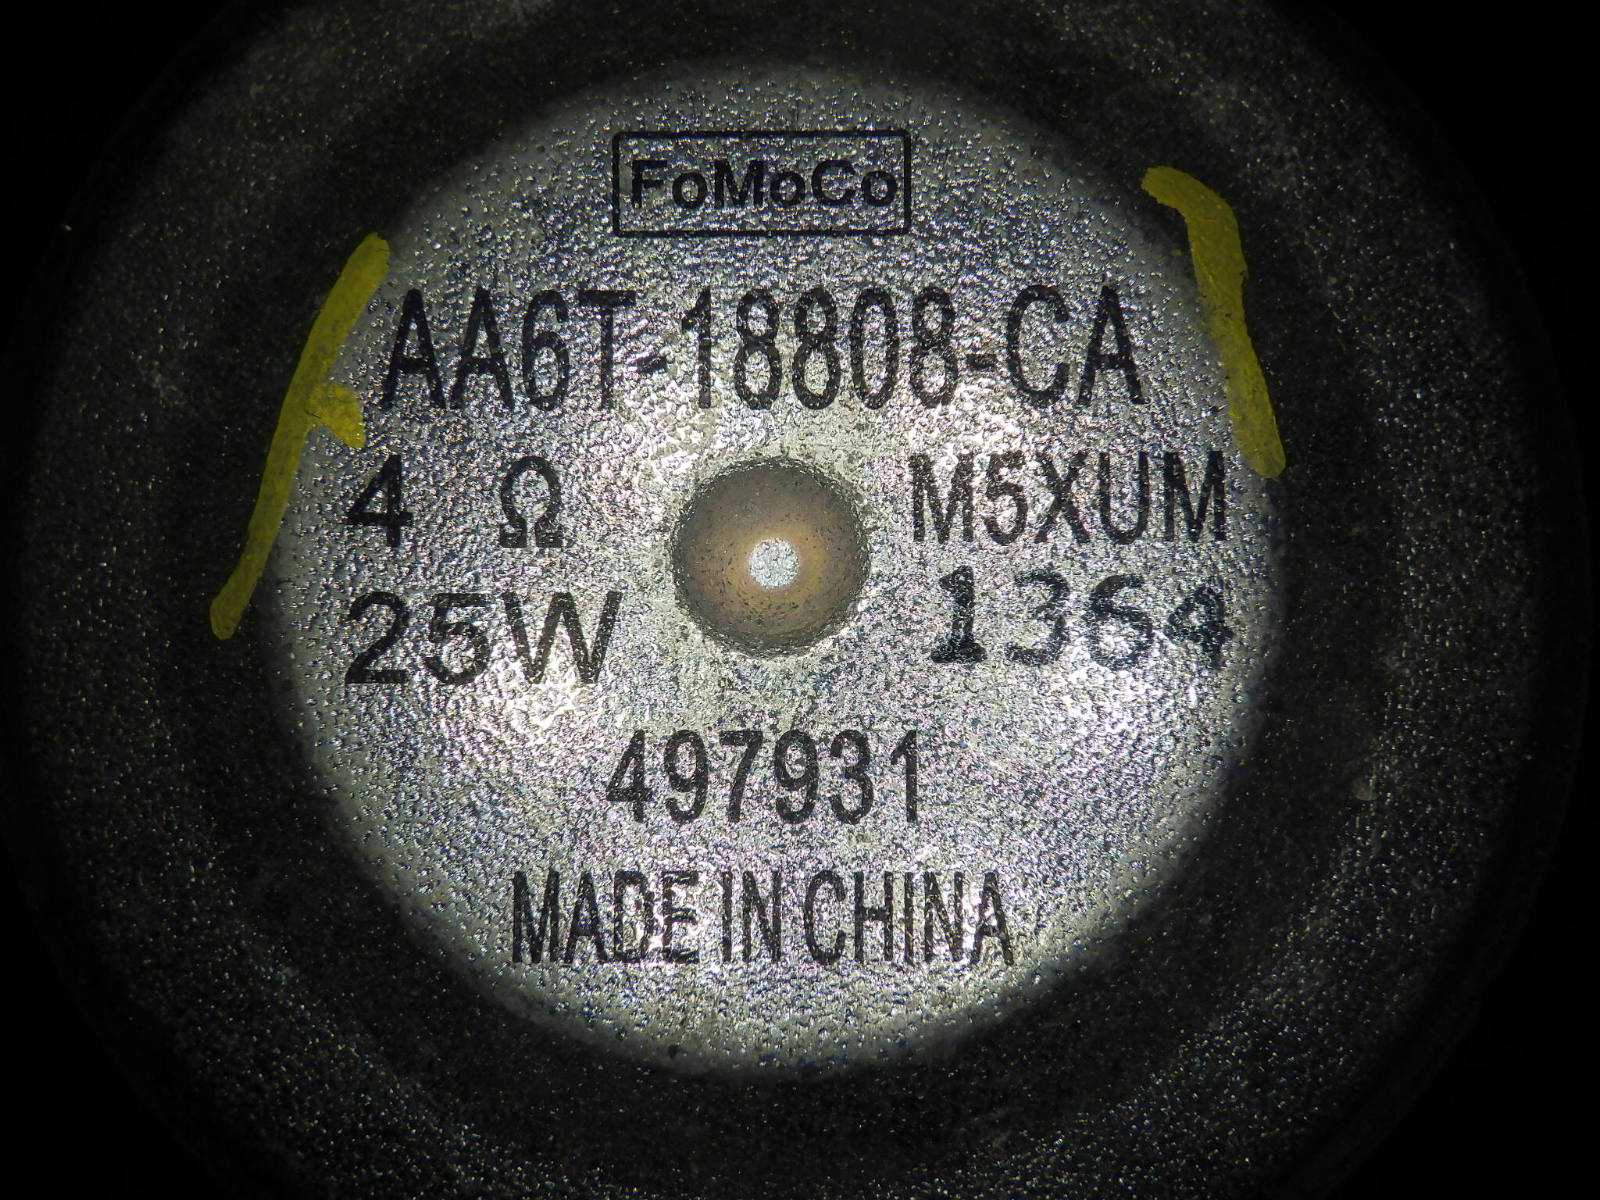 FoMoCo
AA6T-18808-CA
4 Ω M5XUM
25W 1364
497931
MADE IN CHINA